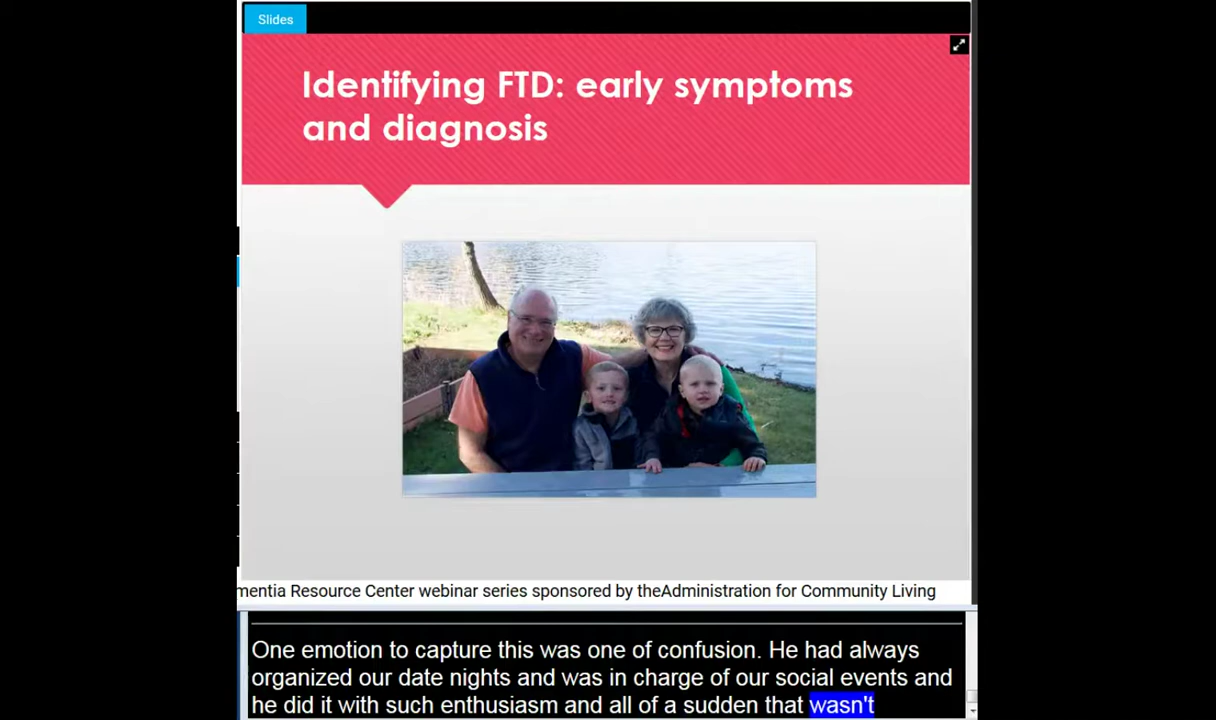 Slides
Identifying FTD: early symptoms
and diagnosis
mentia Resource Center webinar series sponsored by theAdministration for Community Living
One emotion to capture this was one of confusion. He had always
organized our date nights and was in charge of our social events and
he did it with such enthusiasm and all of a sudden that wasn't